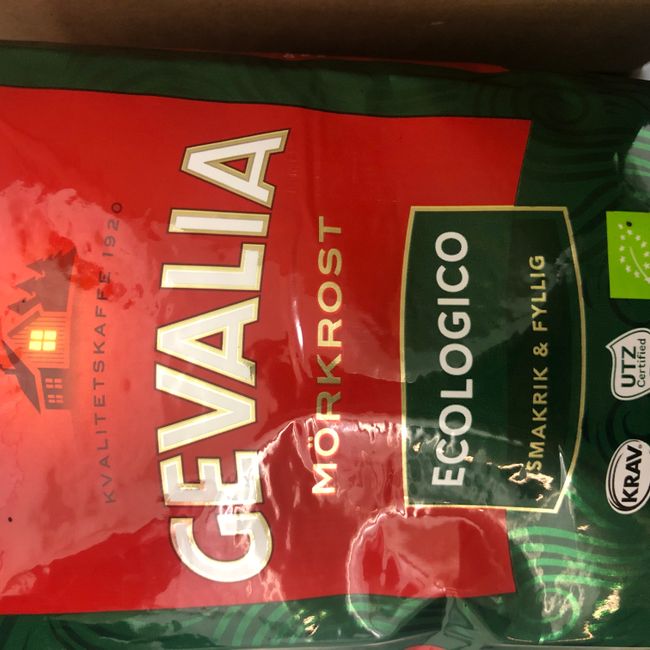 KVALITETSKAFFE 1920
GEVALIA
MÖRKROST
ECOLOGICO
SMAKRIK & FYLLIG
UTZ
Certified
KRAV